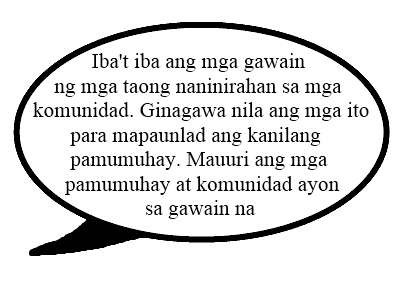 Iba't iba ang mga gawain
ng mga taong naninirahan sa mga
komunidad. Ginagawa nila ang mga ito
para mapaunlad ang kanilang
pamumuhay. Mauuri ang mga
pamumuhay at komunidad ayon
sa gawain na